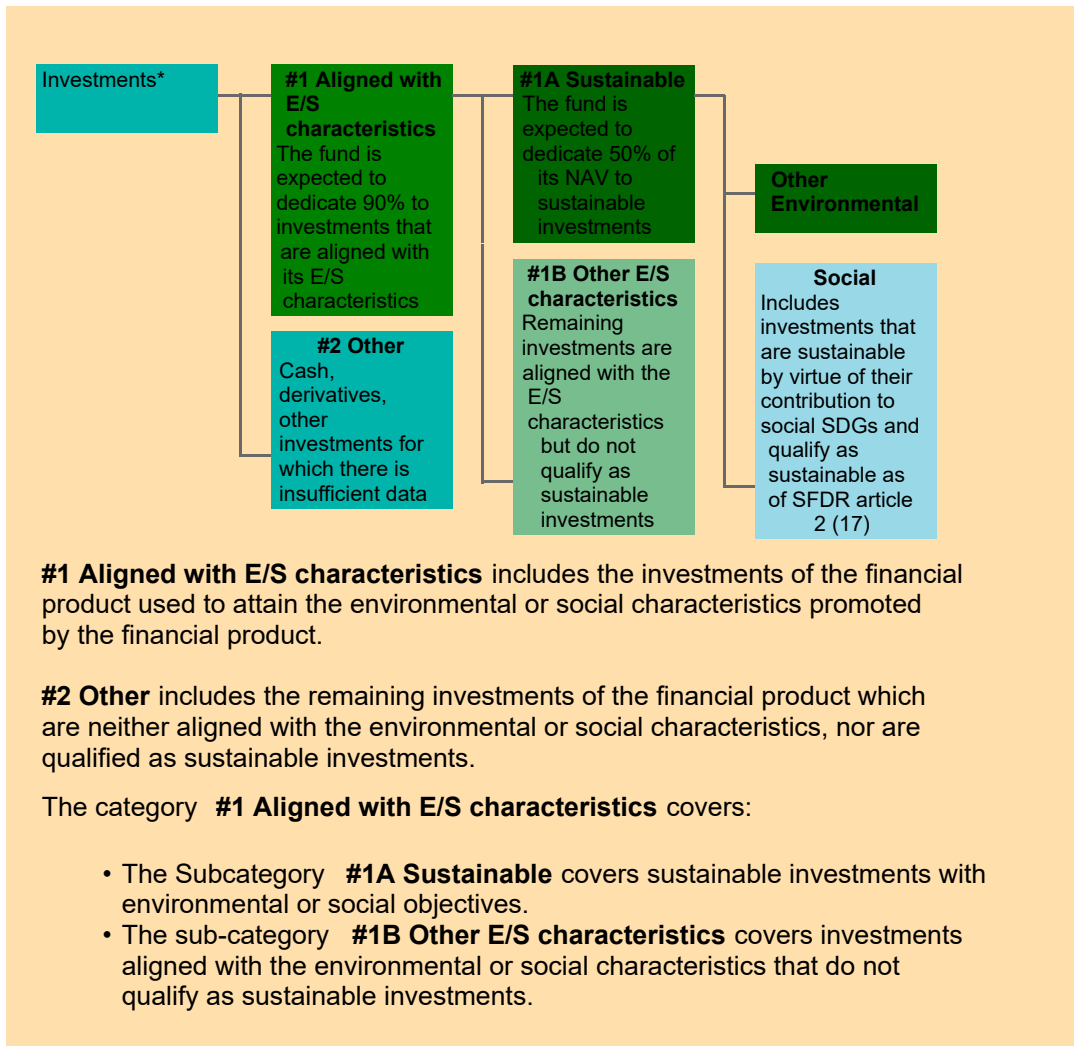 Investments*
#1 Aligned with
E/S
characteristics
The fund is
expected to
dedicate 90% to
investments that
are aligned with
its E/S
characteristics
#2 Other
Cash,
derivatives,
other
investments for
which there is
insufficient data
#1A Sustainable
The fund is
expected to
dedicate 50% of
its NAV to
sustainable
investments
#1B Other E/S
characteristics
Remaining
investments are
aligned with the
E/S
characteristics
but do not
qualify as
sustainable
investments
Other
Environmental
Social
Includes
investments that
are sustainable
by virtue of their
contribution to
social SDGs and
qualify as
sustainable as
of SFDR article
2 (17)
#1 Aligned with E/S characteristics includes the investments of the financial
product used to attain the environmental or social characteristics promoted
by the financial product.
#2 Other includes the remaining investments of the financial product which
are neither aligned with the environmental or social characteristics, nor are
qualified as sustainable investments.
The category #1 Aligned with E/S characteristics covers:
• The Subcategory #1A Sustainable covers sustainable investments with
environmental or social objectives.
• The sub-category #1B Other E/S characteristics covers investments
aligned with the environmental or social characteristics that do not
qualify as sustainable investments.